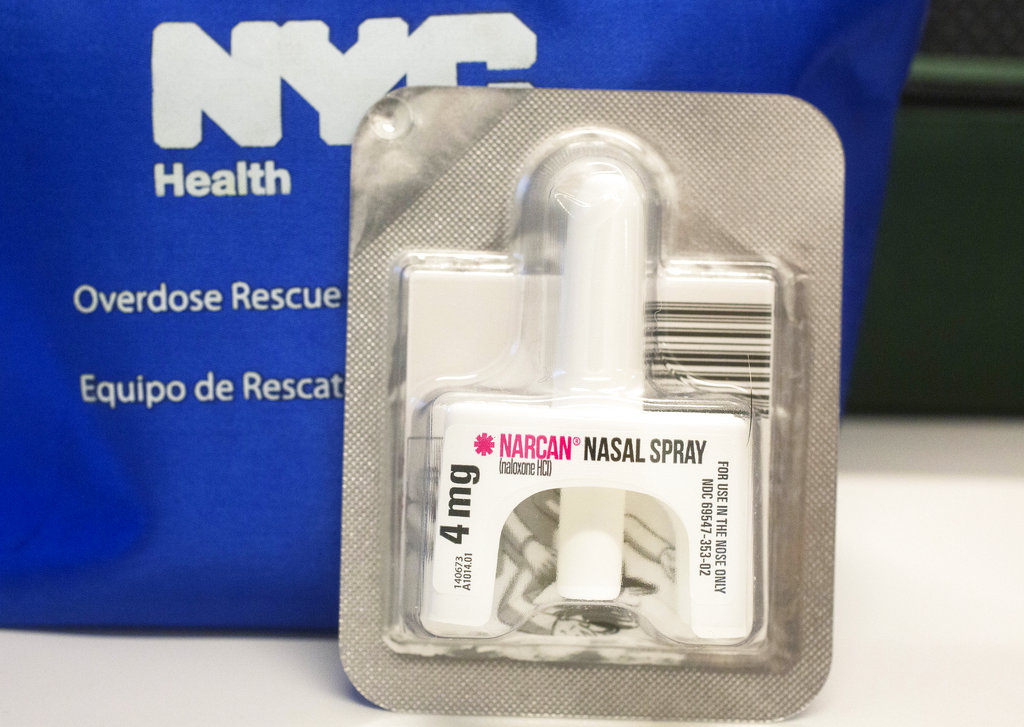 NYC
Health
Overdose Rescue
Equipo de Rescat
NARCAN® NASAL SPRAY
(naloxone HCl)
4 mg
140673
A1014.01
FOR USE IN THE NOSE ONLY
NDC 69547-353-02